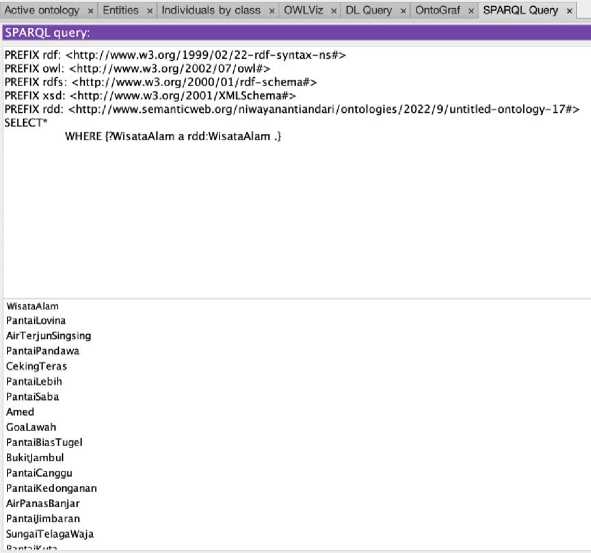 Active ontology × Entities × Individuals by class × OWLViz × DL Query × OntoGraf × SPARQL Query ×
SPARQL query:
PREFIX rdf: <http://www.w3.org/1999/02/22-rdf-syntax-ns#>
PREFIX owl: <http://www.w3.org/2002/07/owl#>
PREFIX rdfs: <http://www.w3.org/2000/01/rdf-schema#>
PREFIX xsd: <http://www.w3.org/2001/XMLSchema#>
PREFIX rdd: <http://www.semanticweb.org/niwayanantiandari/ontologies/2022/9/untitled-ontology-17#>
SELECT*
WHERE {?WisataAlam a rdd:WisataAlam .}
WisataAlam
PantaiLovina
AirTerjunSingsing
PantaiPandawa
CekingTeras
PantaiLebih
PantaiSaba
Amed
GoaLawah
PantaiBiasTugel
BukitJambul
PantaiCanggu
PantaiKedonganan
AirPanasBanjar
PantaiJimbaran
SungaiTelagaWaja
PantaiKuta